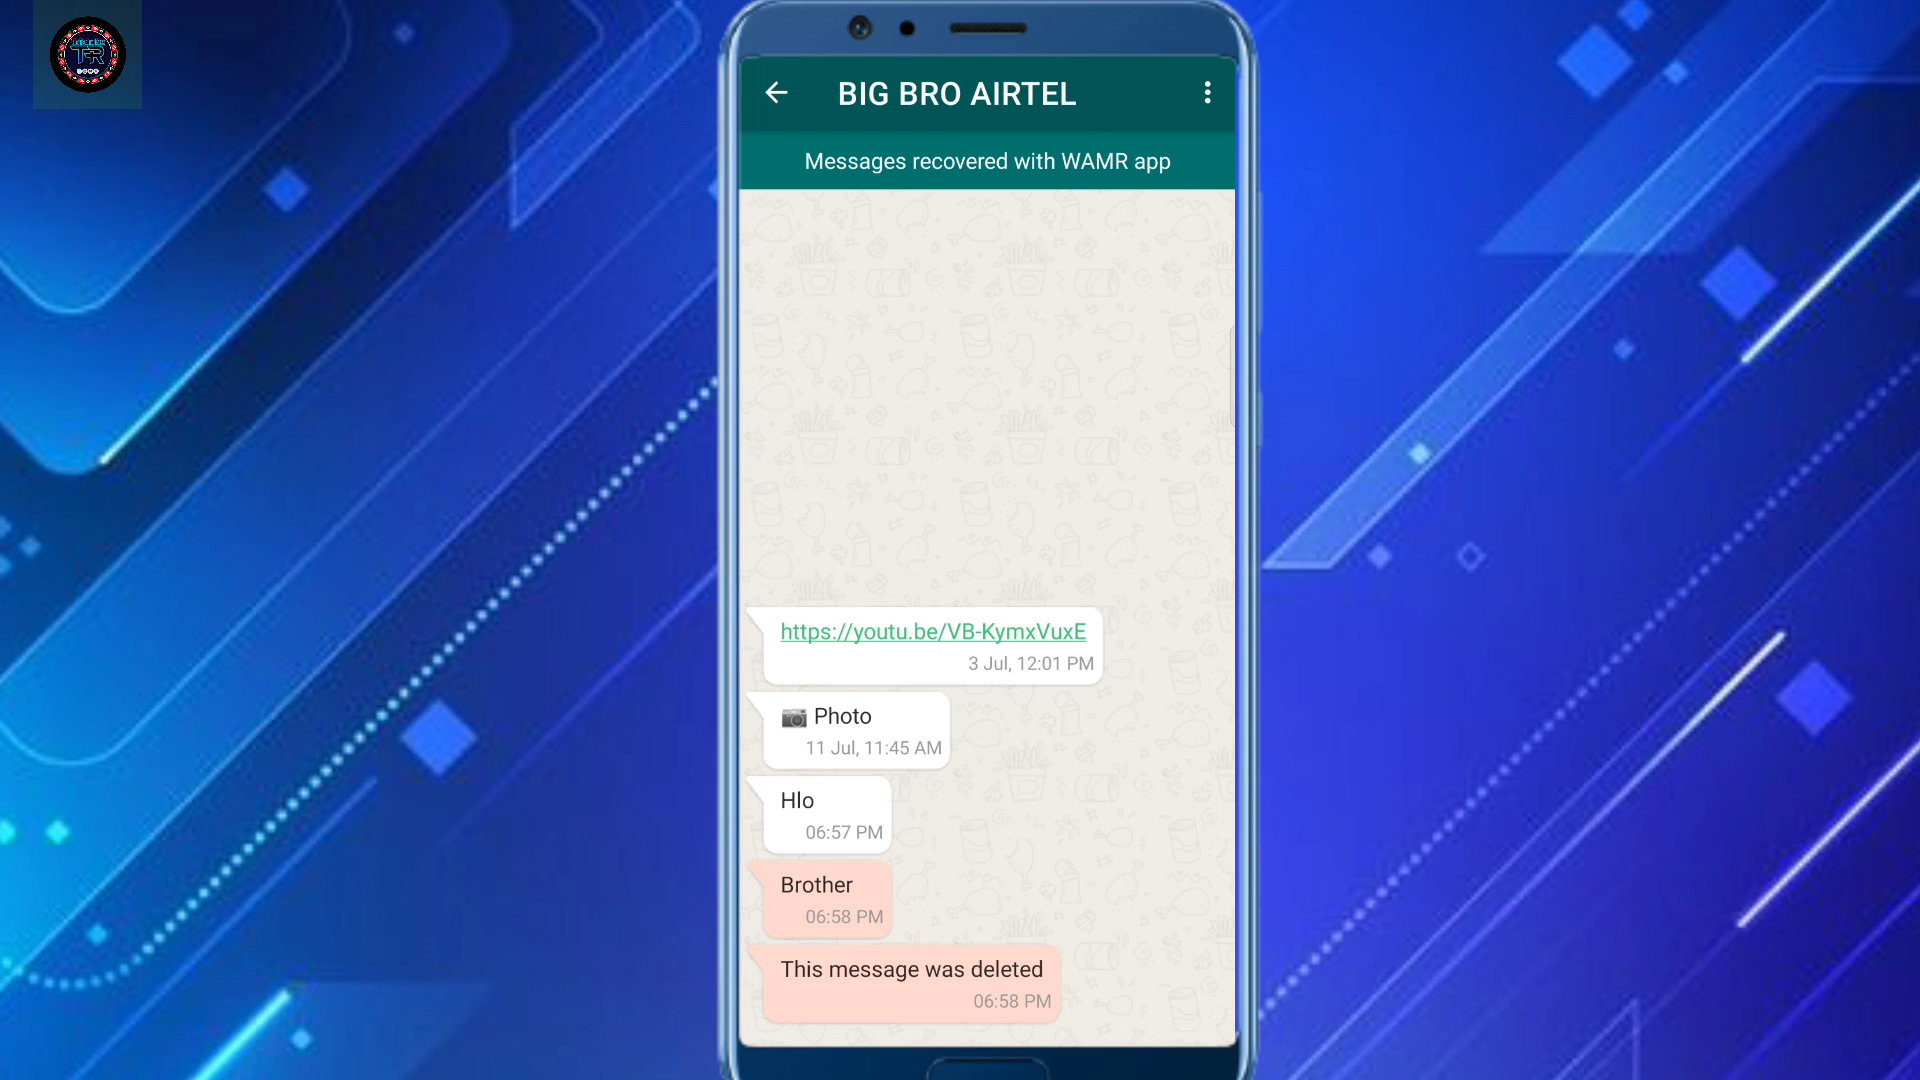 TFR
BIG BRO AIRTEL
Messages recovered with WAMR app
https://youtu.be/VB-KymxVuxE
3 Jul, 12:01 PM
📷 Photo
11 Jul, 11:45 AM
Hlo
06:57 PM
Brother
06:58 PM
This message was deleted
06:58 PM